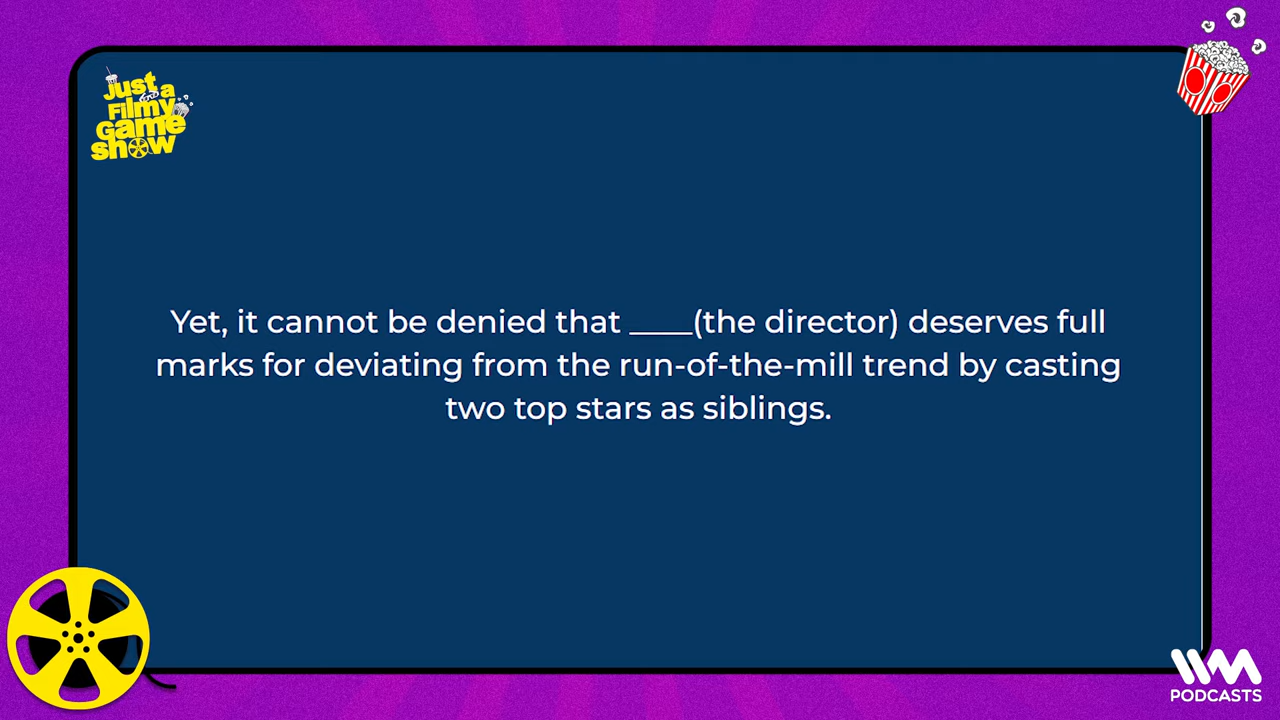 Just a
Filmy
Game
show
Yet, it cannot be denied that ____(the director) deserves full
marks for deviating from the run-of-the-mill trend by casting
two top stars as siblings.
IVM
PODCASTS